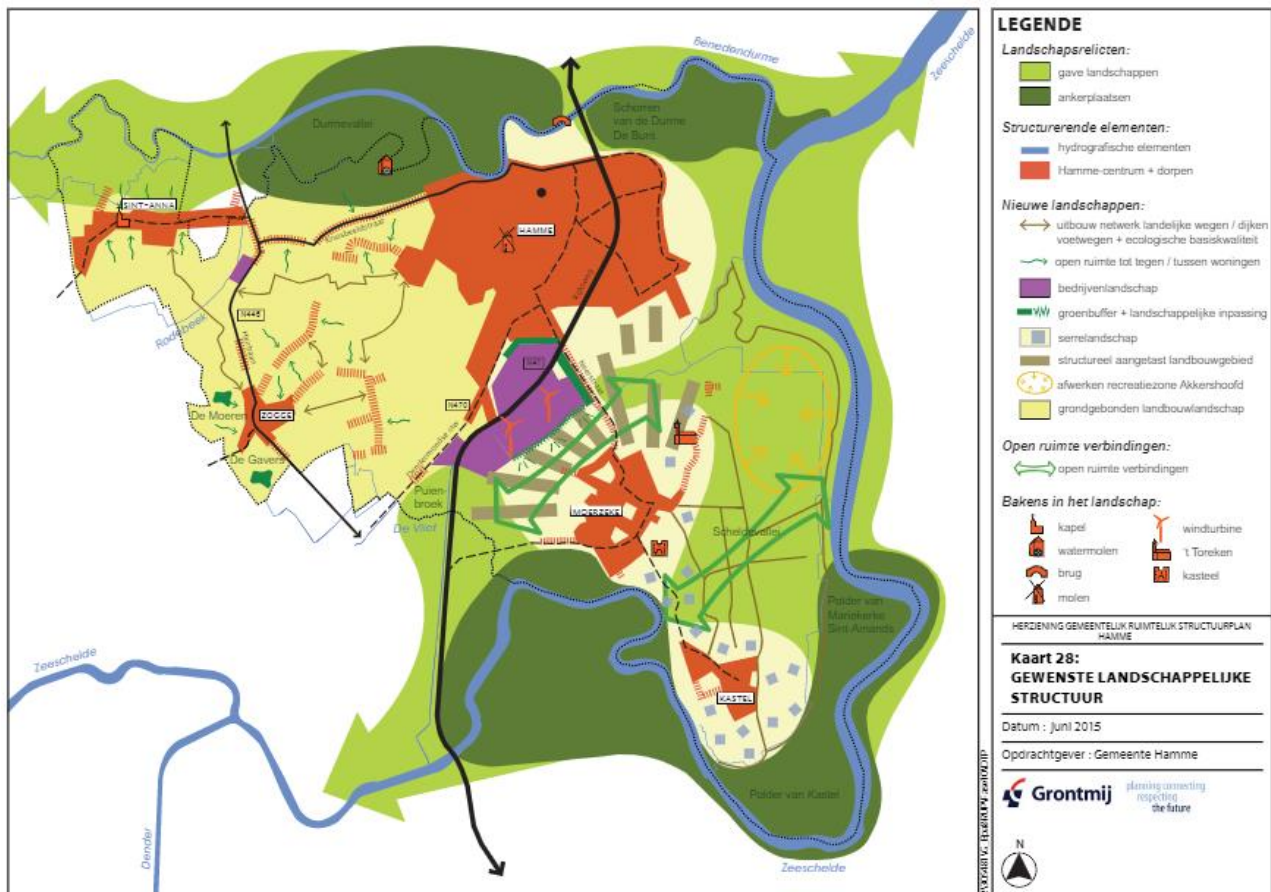 Benedendurme
Zeeschelde
Durmevallei
Schorren
van de Durme
De Bunt
SINT-ANNA
HAMME
N446
Rodebeek
De Moeren
ZOGGE
De Gavers
N470
N41
Puienbroek
De Vliet
MOERZEKE
Scheldevallei
Polder van
Mariekerke
Sint-Amands
KASTEL
Polder van Kastel
Zeeschelde
Zeeschelde
Dender
LEGENDE
Landschapsrelicten:
gave landschappen
ankerplaatsen
Structurerende elementen:
hydrografische elementen
Hamme-centrum + dorpen
Nieuwe landschappen:
uitbouw netwerk landelijke wegen / dijken
voetwegen + ecologische basiskwaliteit
open ruimte tot tegen / tussen woningen
bedrijvenlandschap
groenbuffer + landschappelijke inpassing
serrelandschap
structureel aangetast landbouwgebied
afwerken recreatiezone Akkershoofd
grondgebonden landbouwlandschap
Open ruimte verbindingen:
open ruimte verbindingen
Bakens in het landschap:
kapel
windturbine
watermolen
't Toreken
brug
kasteel
molen
HERZIENING GEMEENTELIJK RUIMTELIJK STRUCTUURPLAN
HAMME
Kaart 28:
GEWENSTE LANDSCHAPPELIJKE
STRUCTUUR
Datum : Juni 2015
Opdrachtgever : Gemeente Hamme
Grontmij
planning connecting
respecting
the future
N